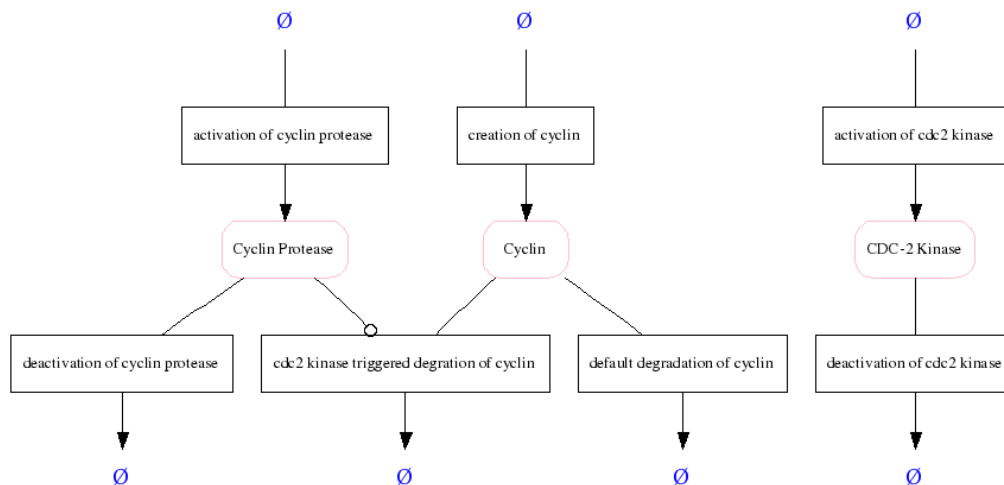 Ø Ø Ø
activation of cyclin protease creation of cyclin activation of cdc2 kinase
Cyclin Protease Cyclin CDC-2 Kinase
deactivation of cyclin protease cdc2 kinase triggered degration of cyclin default degradation of cyclin deactivation of cdc2 kinase
Ø Ø Ø Ø